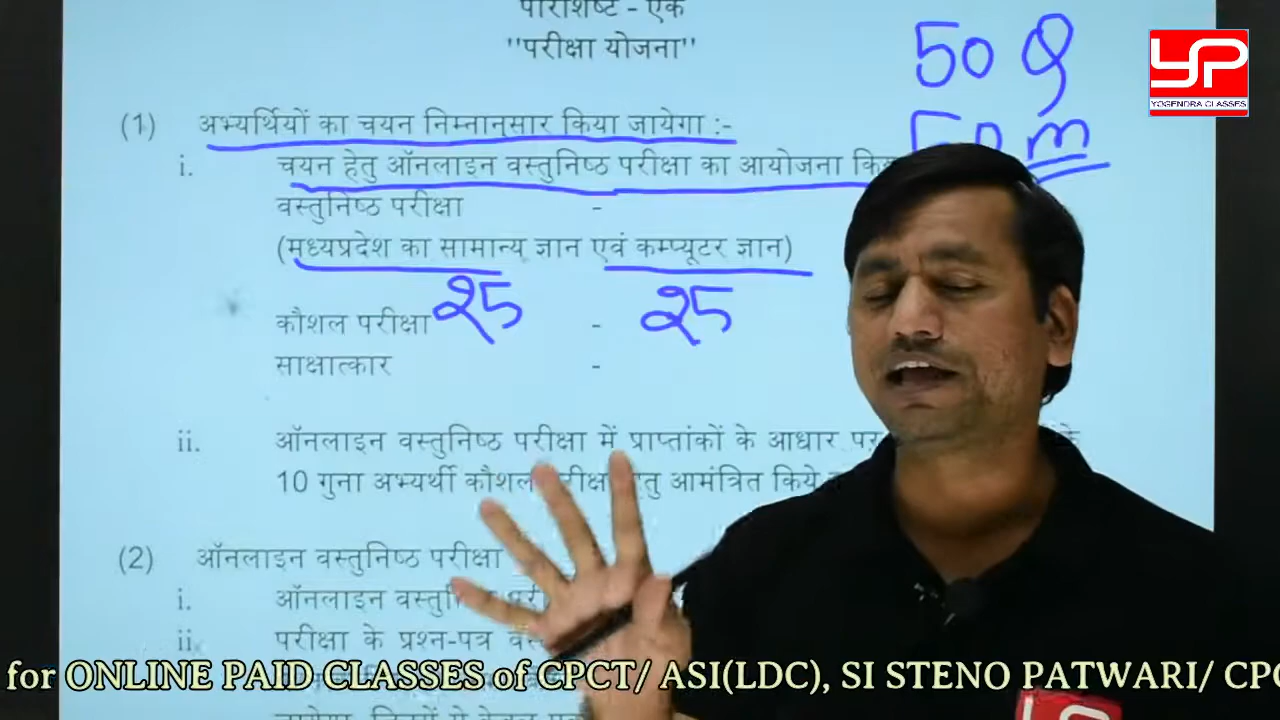 परिशिष्ट - एक
"परीक्षा योजना"
50 Q
50 m
YP
YOGENDRA CLASSES
(1) अभ्यर्थियों का चयन निम्नानुसार किया जायेगा :-
i. चयन हेतु ऑनलाइन वस्तुनिष्ठ परीक्षा का आयोजना
वस्तुनिष्ठ परीक्षा -
(मध्यप्रदेश का सामान्य ज्ञान एवं कम्प्यूटर ज्ञान)
25 25
कौशल परीक्षा -
साक्षात्कार -
ii. ऑनलाइन वस्तुनिष्ठ परीक्षा में प्राप्तांकों के आधार पर के
10 गुना अभ्यर्थी कौशल हेतु आमंत्रित किये
(2) ऑनलाइन वस्तुनिष्ठ परीक्षा
i. ऑनलाइन
ii. परीक्षा के प्रश्न-पत्र
for ONLINE PAID CLASSES of CPCT/ ASI(LDC), SI STENO PATWARI/